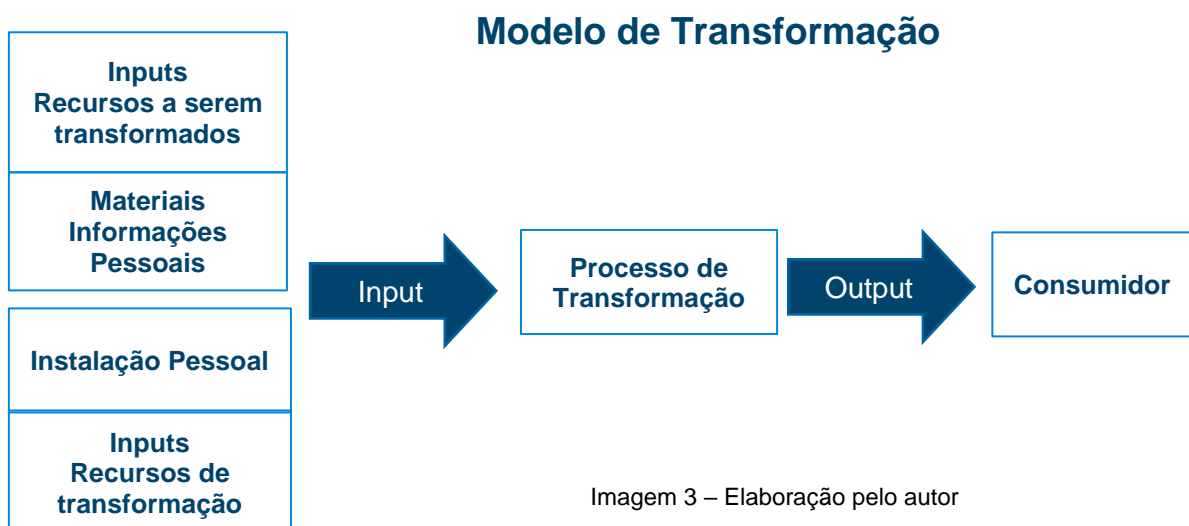 Modelo de Transformação
Inputs
Recursos a serem
transformados
Materiais
Informações
Pessoais
Instalação Pessoal
Inputs
Recursos de
transformação
Input
Processo de
Transformação
Output
Consumidor
Imagem 3 – Elaboração pelo autor